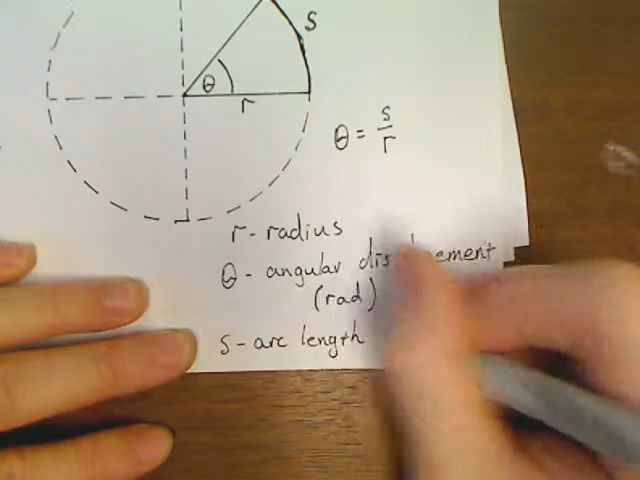 s
θ
r
θ = s/r
r - radius
θ - angular
(rad)
s - arc length